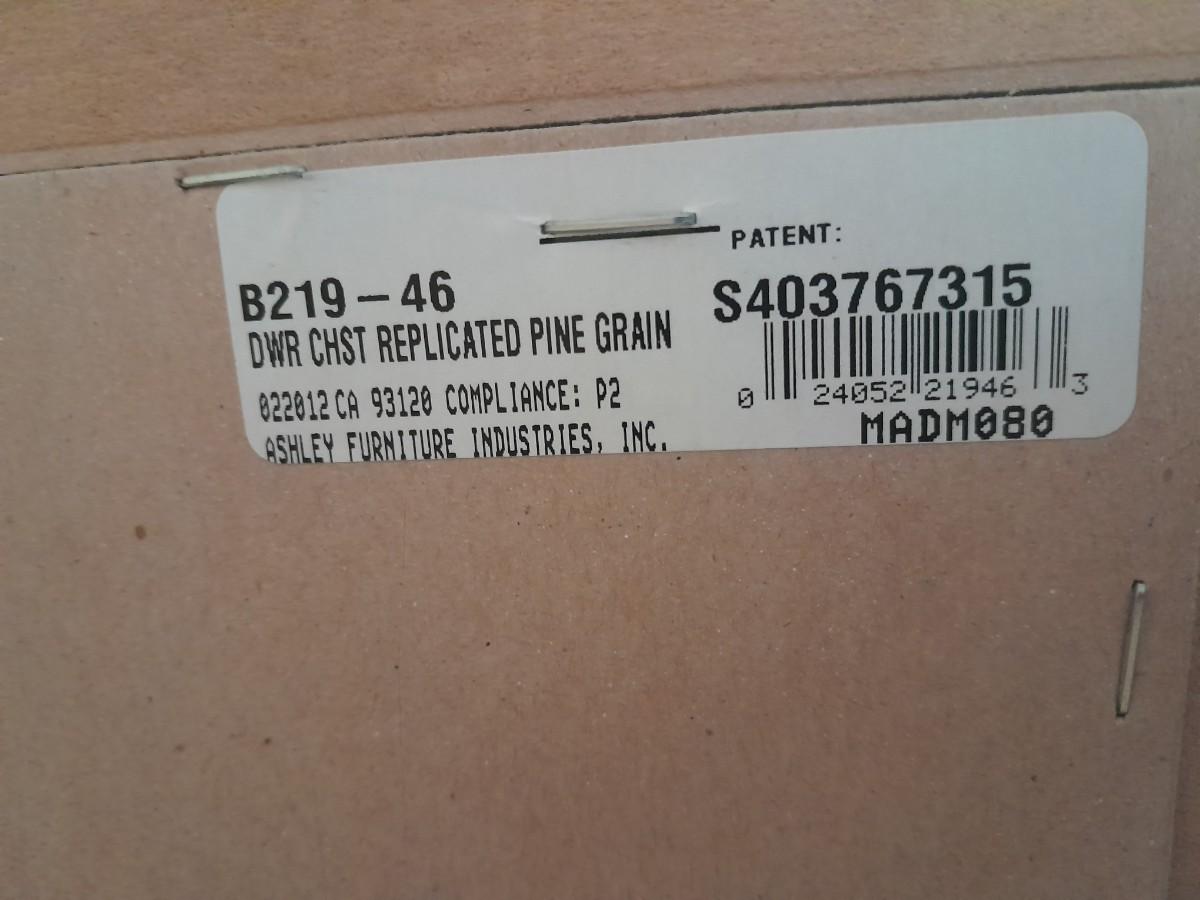 PATENT:
B219-46
S403767315
DWR CHST REPLICATED PINE GRAIN
022012 CA 93120 COMPLIANCE: P2
0 24052 21946 3
ASHLEY FURNITURE INDUSTRIES, INC.
MADM080